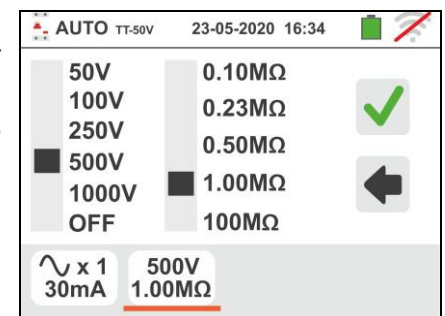 AUTO TT-50V 23-05-2020 16:34
50V
100V
250V
500V
1000V
OFF
0.10MΩ
0.23MΩ
0.50MΩ
1.00MΩ
100MΩ
x 1
30mA
500V
1.00MΩ